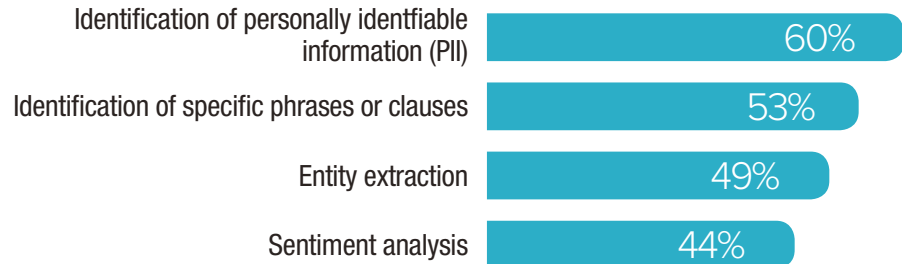 Identification of personally identfiable
information (PII)
60%
Identification of specific phrases or clauses
53%
Entity extraction
49%
Sentiment analysis
44%